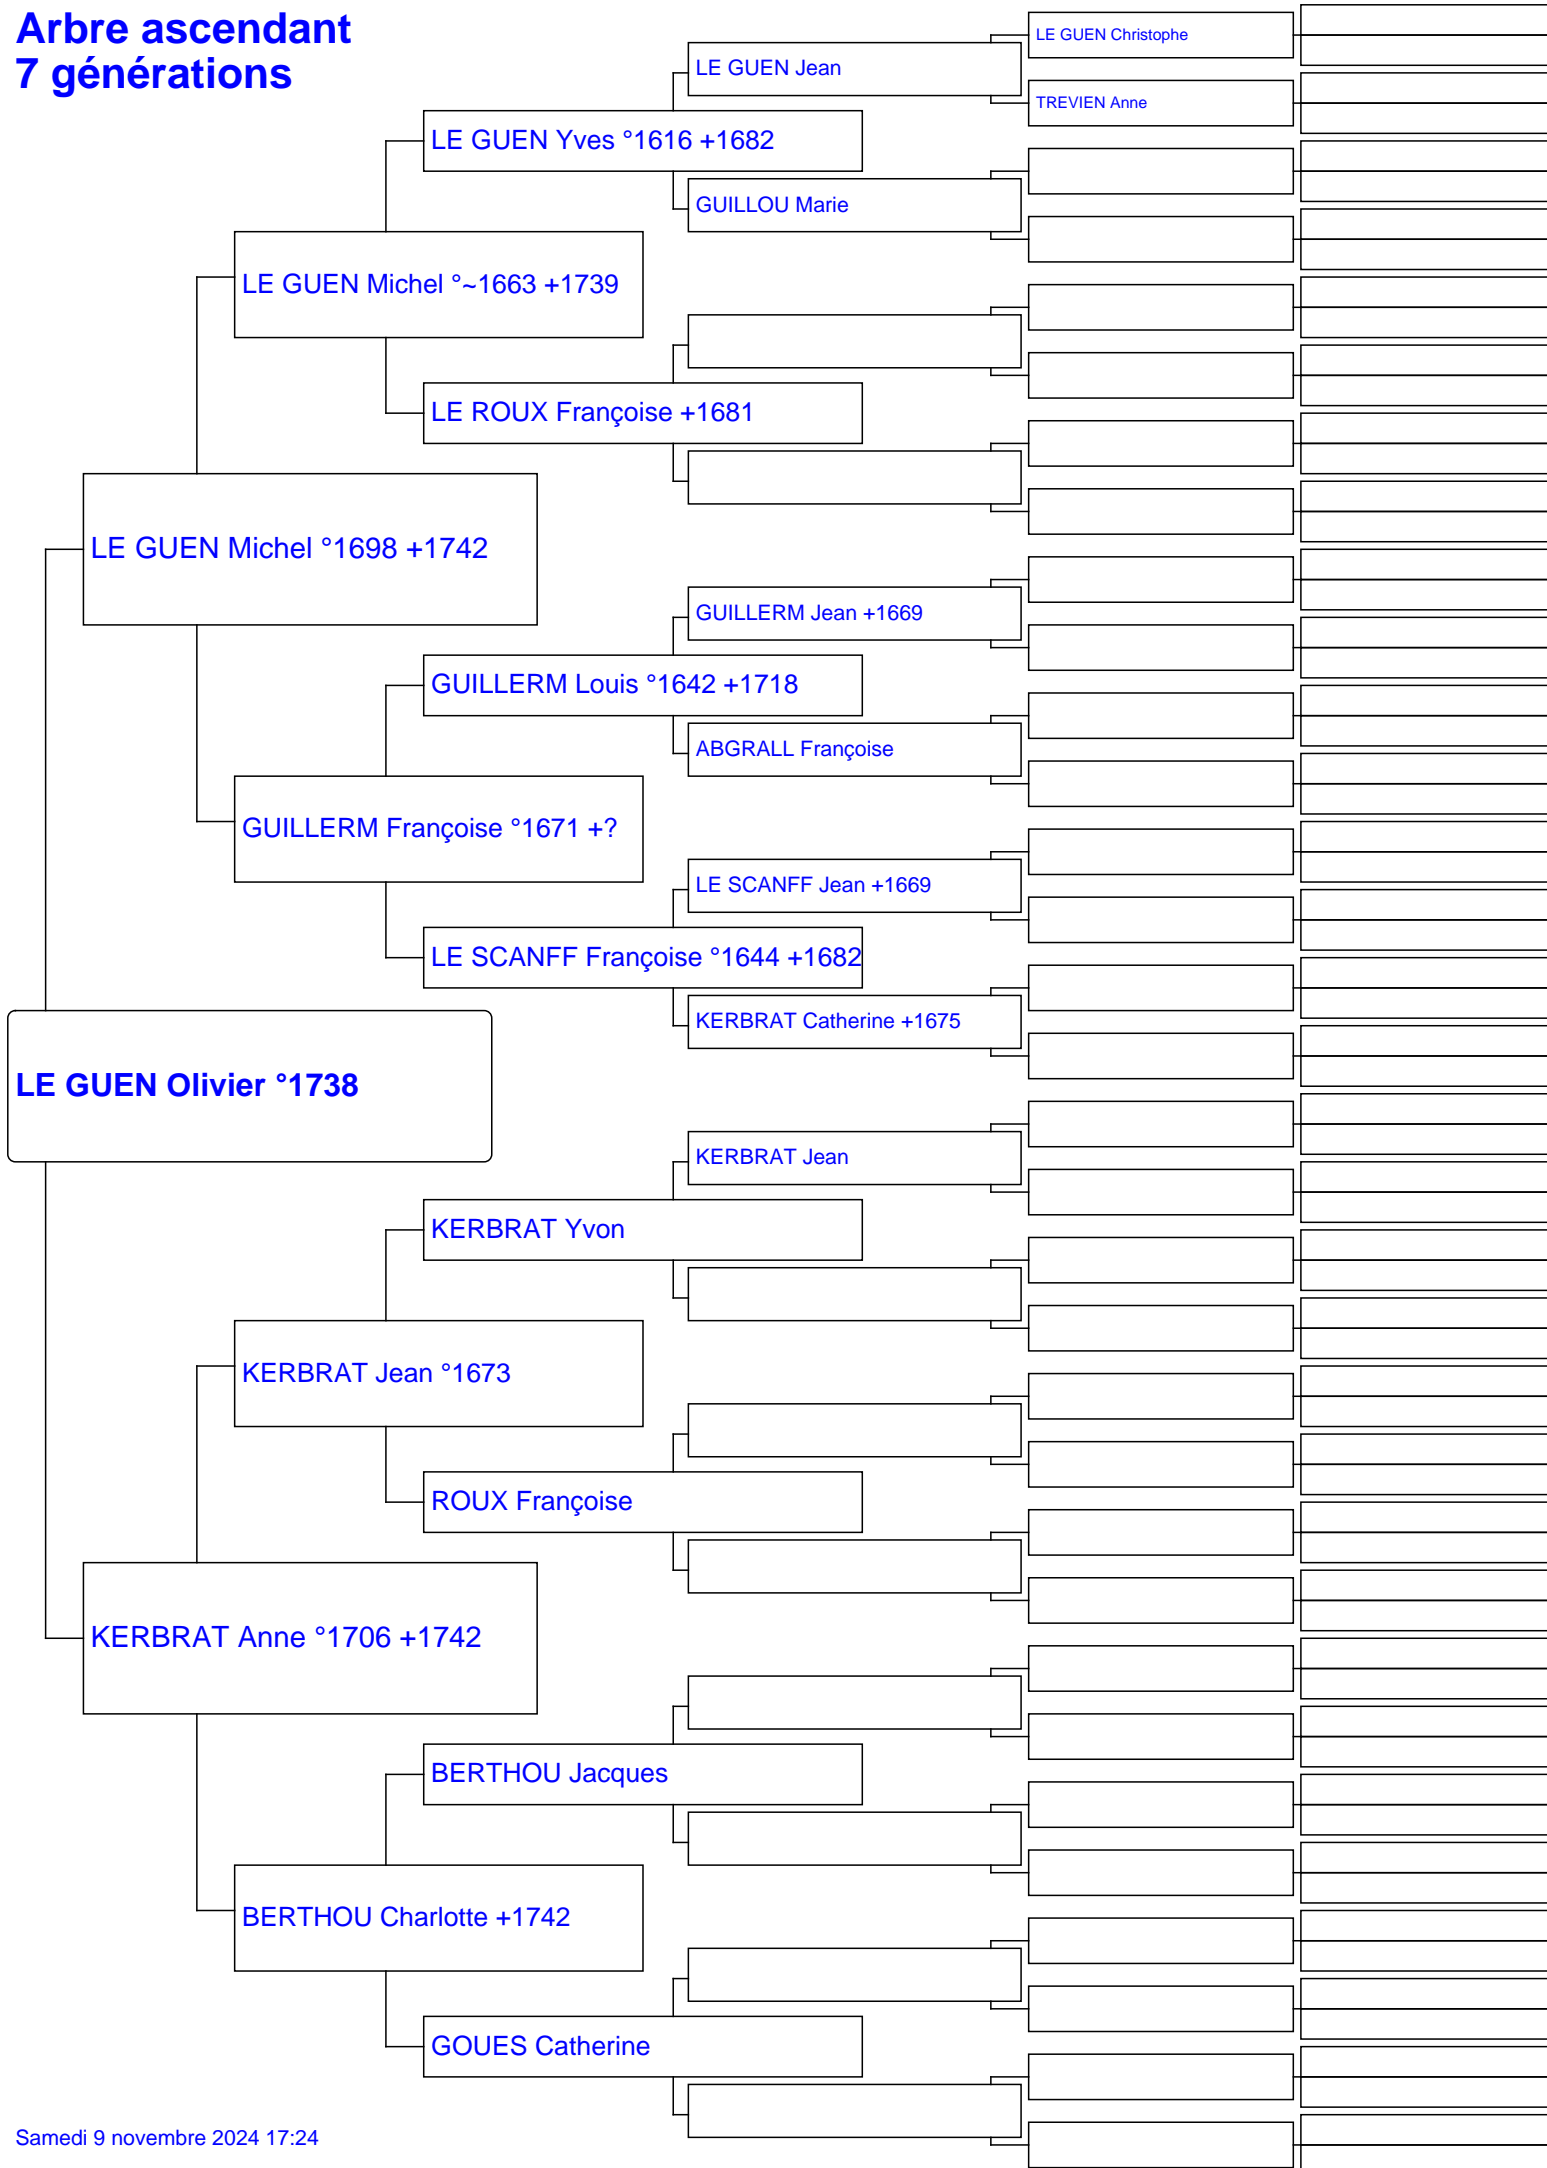 Arbre ascendant
7 générations
LE GUEN Christophe
LE GUEN Jean
TREVIEN Anne
LE GUEN Yves °1616 +1682
GUILLOU Marie
LE GUEN Michel °~1663 +1739
LE ROUX Françoise +1681
LE GUEN Michel °1698 +1742
GUILLERM Jean +1669
GUILLERM Louis °1642 +1718
ABGRALL Françoise
GUILLERM Françoise °1671 +?
LE SCANFF Jean +1669
LE SCANFF Françoise °1644 +1682
KERBRAT Catherine +1675
LE GUEN Olivier °1738
KERBRAT Jean
KERBRAT Yvon
KERBRAT Jean °1673
ROUX Françoise
KERBRAT Anne °1706 +1742
BERTHOU Jacques
BERTHOU Charlotte +1742
GOUES Catherine
Samedi 9 novembre 2024 17:24